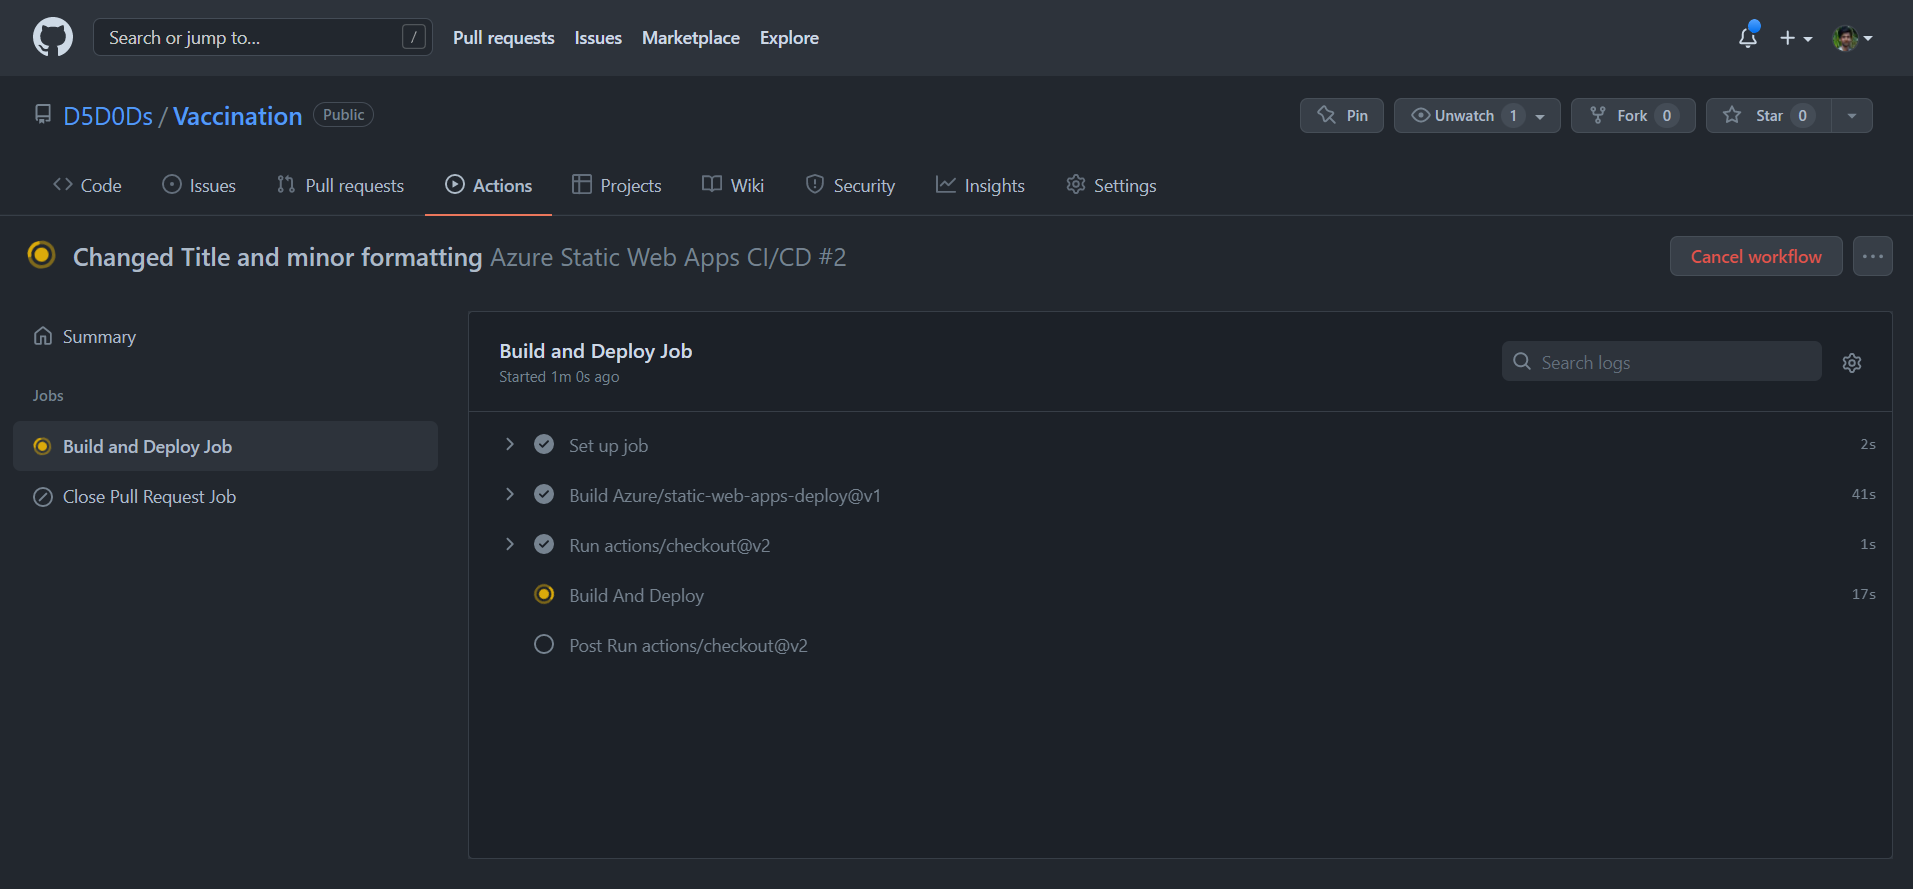 Search or jump to... /
Pull requests Issues Marketplace Explore
D5D0Ds / Vaccination Public
Pin Unwatch 1 Fork 0 Star 0
Code Issues Pull requests Actions Projects Wiki Security Insights Settings
Changed Title and minor formatting Azure Static Web Apps CI/CD #2
Cancel workflow ...
Summary
Jobs
Build and Deploy Job
Close Pull Request Job
Build and Deploy Job
Started 1m 0s ago
Search logs
Set up job 2s
Build Azure/static-web-apps-deploy@v1 41s
Run actions/checkout@v2 1s
Build And Deploy 17s
Post Run actions/checkout@v2